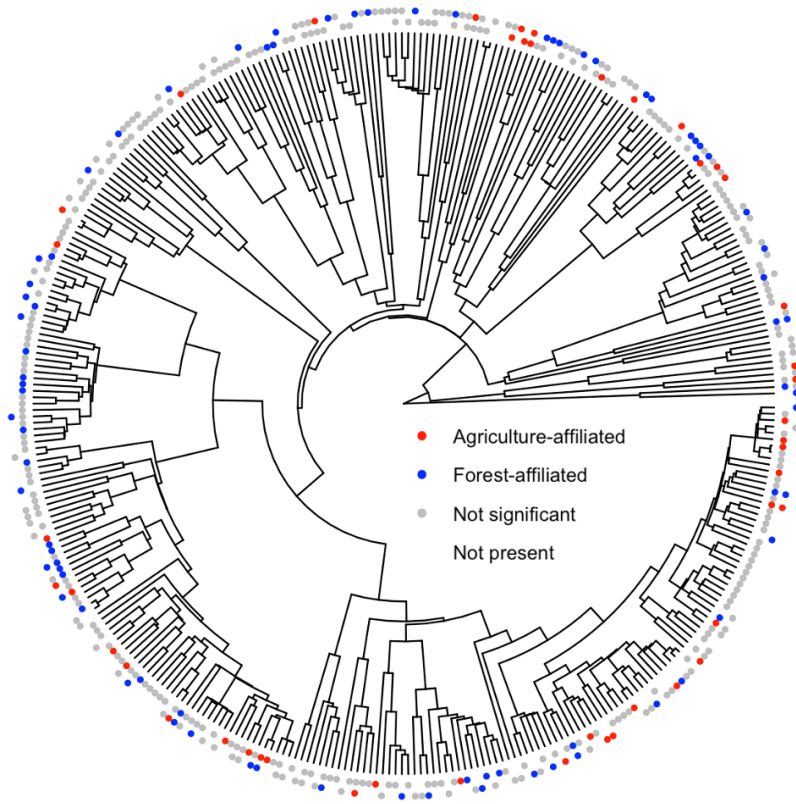 Agriculture-affiliated
Forest-affiliated
Not significant
Not present